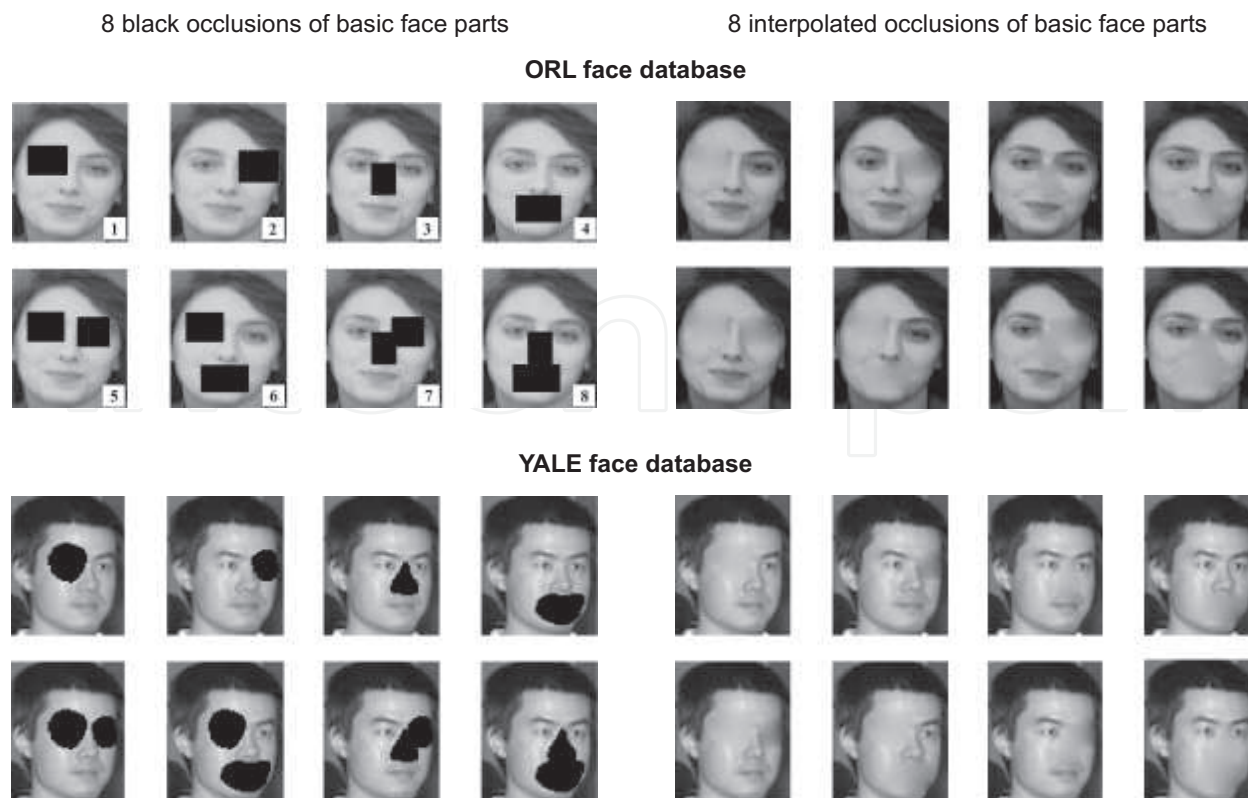 8 black occlusions of basic face parts
8 interpolated occlusions of basic face parts
ORL face database
1 2 3 4
5 6 7 8
YALE face database